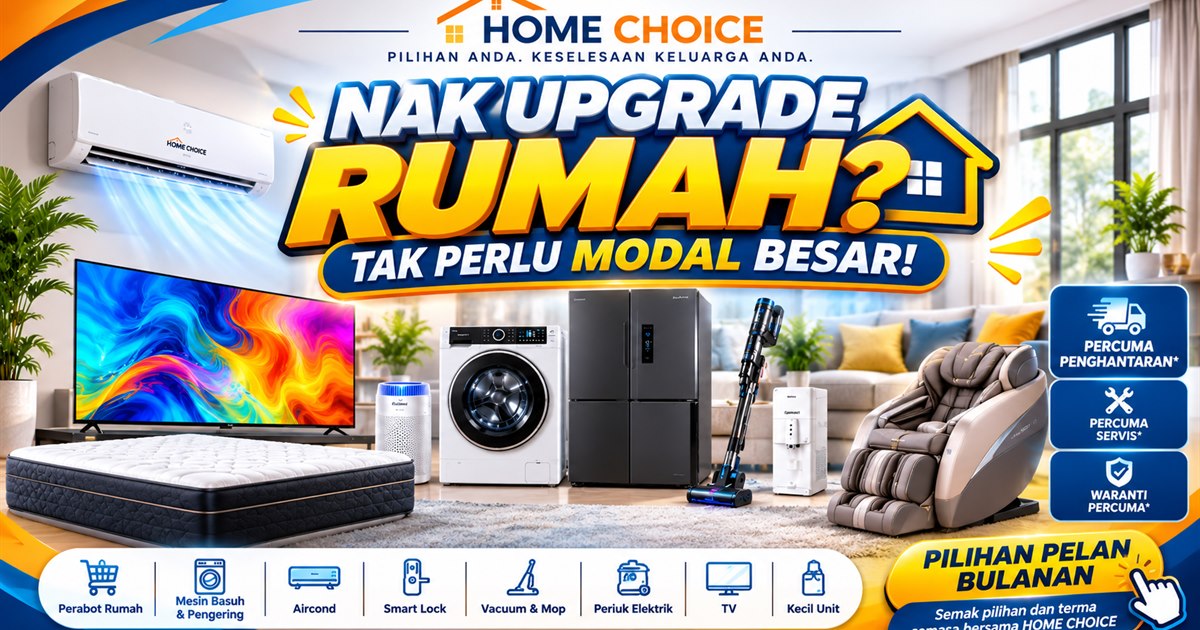 HOME CHOICE
PILIHAN ANDA. KESELESAAN KELUARGA ANDA.
NAK UPGRADE
RUMAH?
TAK PERLU MODAL BESAR!
HOME CHOICE
PERCUMA
PENGHANTARAN*
PERCUMA
SERVIS*
WARANTI
PERCUMA*
PILIHAN PELAN
BULANAN
Semak pilihan dan terma
bersama HOME CHOICE
Perabot Rumah
Mesin Basuh
& Pengering
Aircond
Smart Lock
Vacuum & Mop
Periuk Elektrik
TV
Kecil Unit